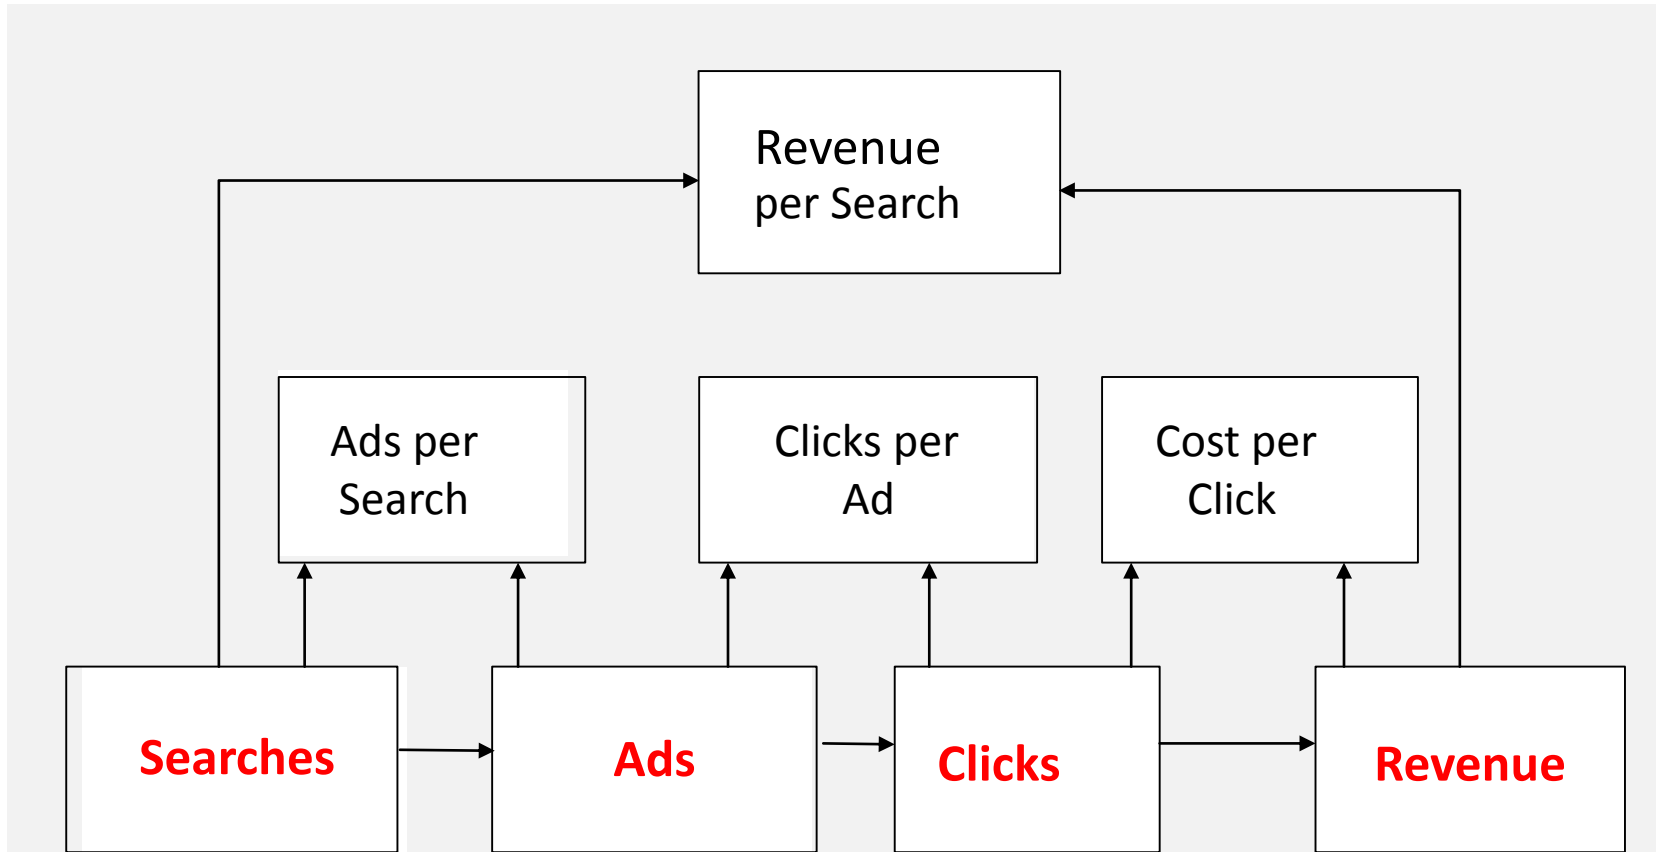 Revenue
per Search
Ads per
Search
Clicks per
Ad
Cost per
Click
Searches
Ads
Clicks
Revenue